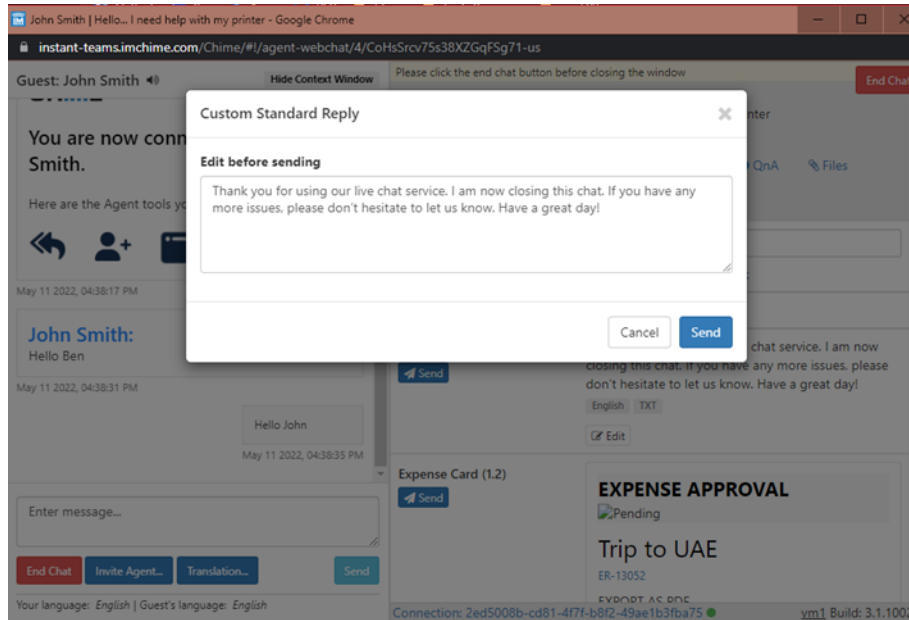 John Smith | Hello... I need help with my printer - Google Chrome
instant-teams.imchime.com/Chime/#!/agent-webchat/4/CoHsSrcv75s38XZGqFSg71-us
Guest: John Smith
Hide Context Window
Please click the end chat button before closing the window
End Chat
You are now conn
Smith.
Here are the Agent tools yo
May 11 2022, 04:38:17 PM
John Smith:
Hello Ben
May 11 2022, 04:38:31 PM
Hello John
May 11 2022, 04:38:35 PM
Enter message...
End Chat
Invite Agent...
Translation...
Send
Your language: English | Guest's language: English
Custom Standard Reply
Edit before sending
Thank you for using our live chat service. I am now closing this chat. If you have any
more issues, please don't hesitate to let us know. Have a great day!
Cancel
Send
nter
QnA
Files
chat service. I am now
closing this chat. If you have any more issues, please
don't hesitate to let us know. Have a great day!
Send
English TXT
Edit
Expense Card (1.2)
Send
EXPENSE APPROVAL
Pending
Trip to UAE
ER-13052
EXPORT AS PDF
Connection: 2ed5008b-cd81-4f7f-b8f2-49ae1b3fba75
vm1 Build: 3.1.1002